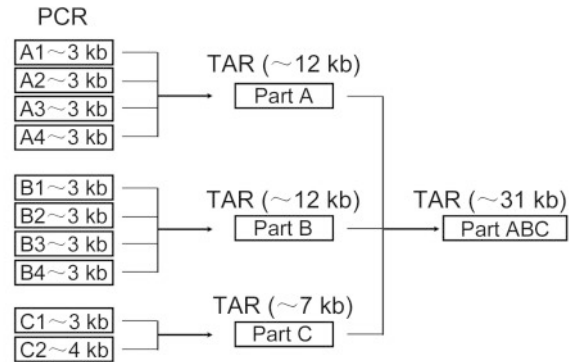 PCR
A1~3 kb
A2~3 kb
A3~3 kb
A4~3 kb
TAR (~12 kb)
Part A
B1~3 kb
B2~3 kb
B3~3 kb
B4~3 kb
TAR (~12 kb)
Part B
C1~3 kb
C2~4 kb
TAR (~7 kb)
Part C
TAR (~31 kb)
Part ABC